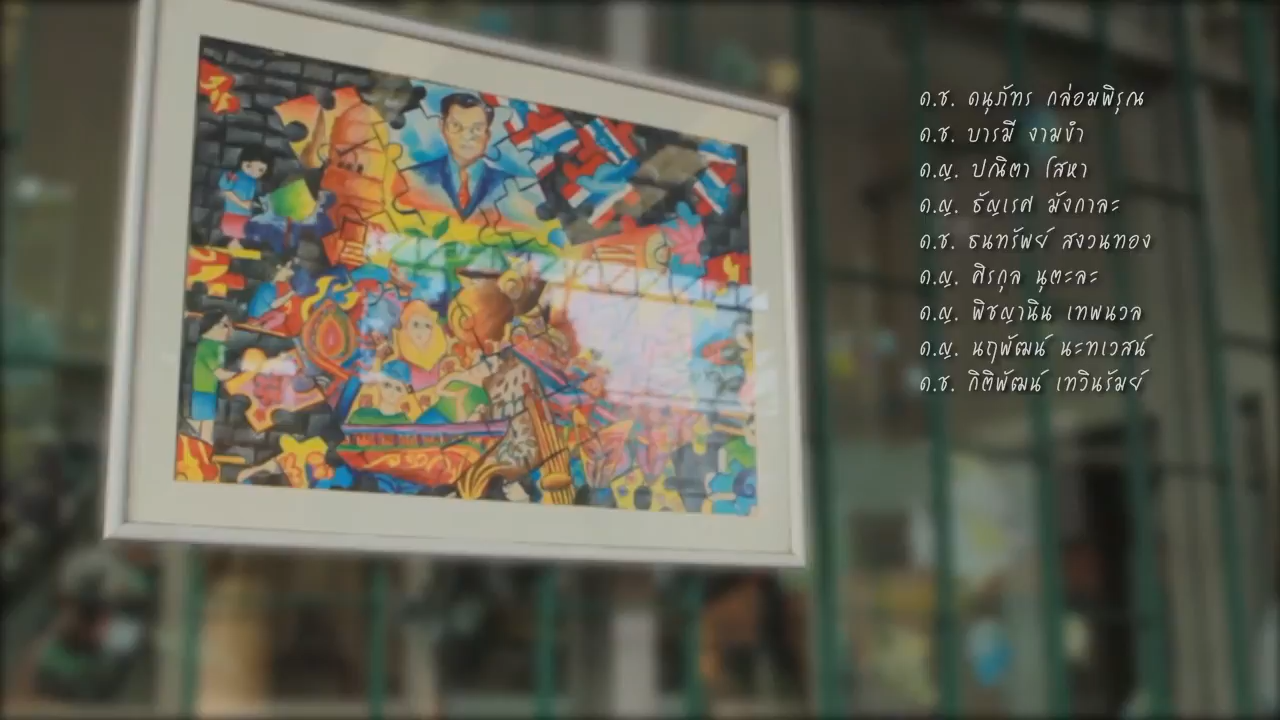 ด.ช. ดนุภัทร กล่อมพิรุณ
ด.ช. บารมี งามขำ
ด.ญ. ปณิตา โสหา
ด.ญ. ธัญเรศ มังกาละ
ด.ช. ธนทรัพย์ สงวนทอง
ด.ญ. ศิรกุล นุตะละ
ด.ญ. พิชญานิน เทพนวล
ด.ญ. นฤพัฒน์ นะทเวสน์
ด.ช. กิติพัฒน์ เทวินรัมย์